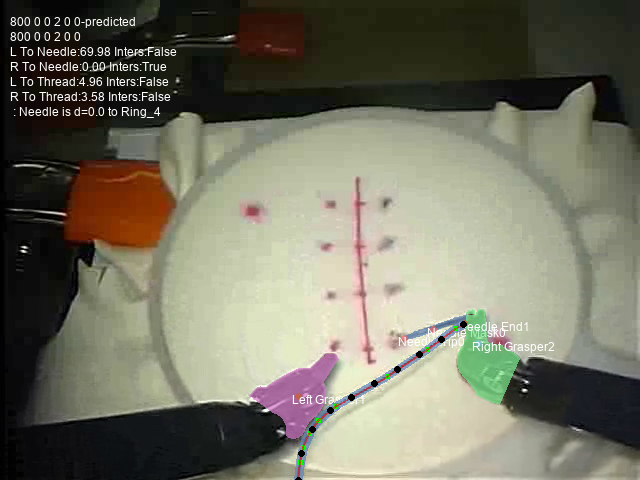 800 0 0 2 0 0-predicted
800 0 0 2 0 0
L To Needle:69.98 Inters:False
R To Needle:0.00 Inters:True
L To Thread:4.96 Inters:False
R To Thread:3.58 Inters:False
: Needle is d=0.0 to Ring_4
Needle End1
Mask0
Right Grasper2
Left